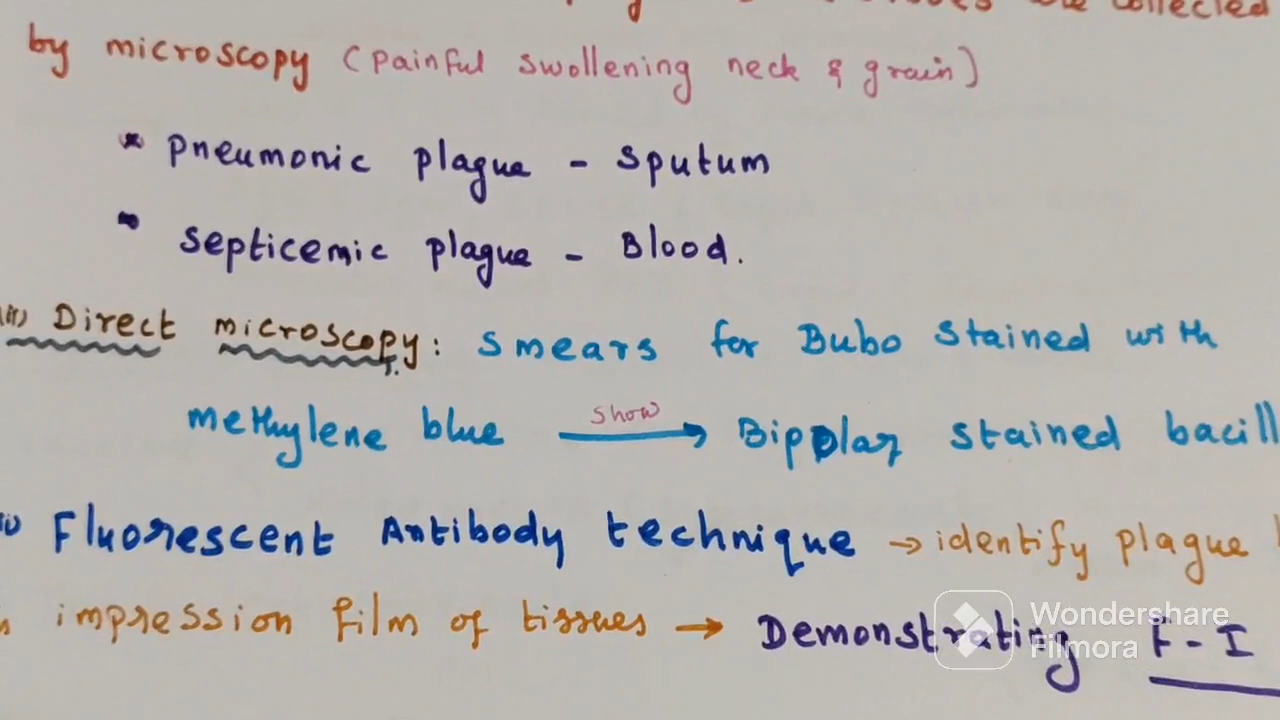 collected
by microscopy (painful swollening neck & grain)
* pneumonic plague - sputum
septicemic plague - Blood.
Direct microscopy: smears for Bubo stained with
methylene blue show → Bipolar stained bacill
Fluorescent Antibody technique → identify plague
impression film of tissues → Demonstrating F-I
Wondershare
Filmora